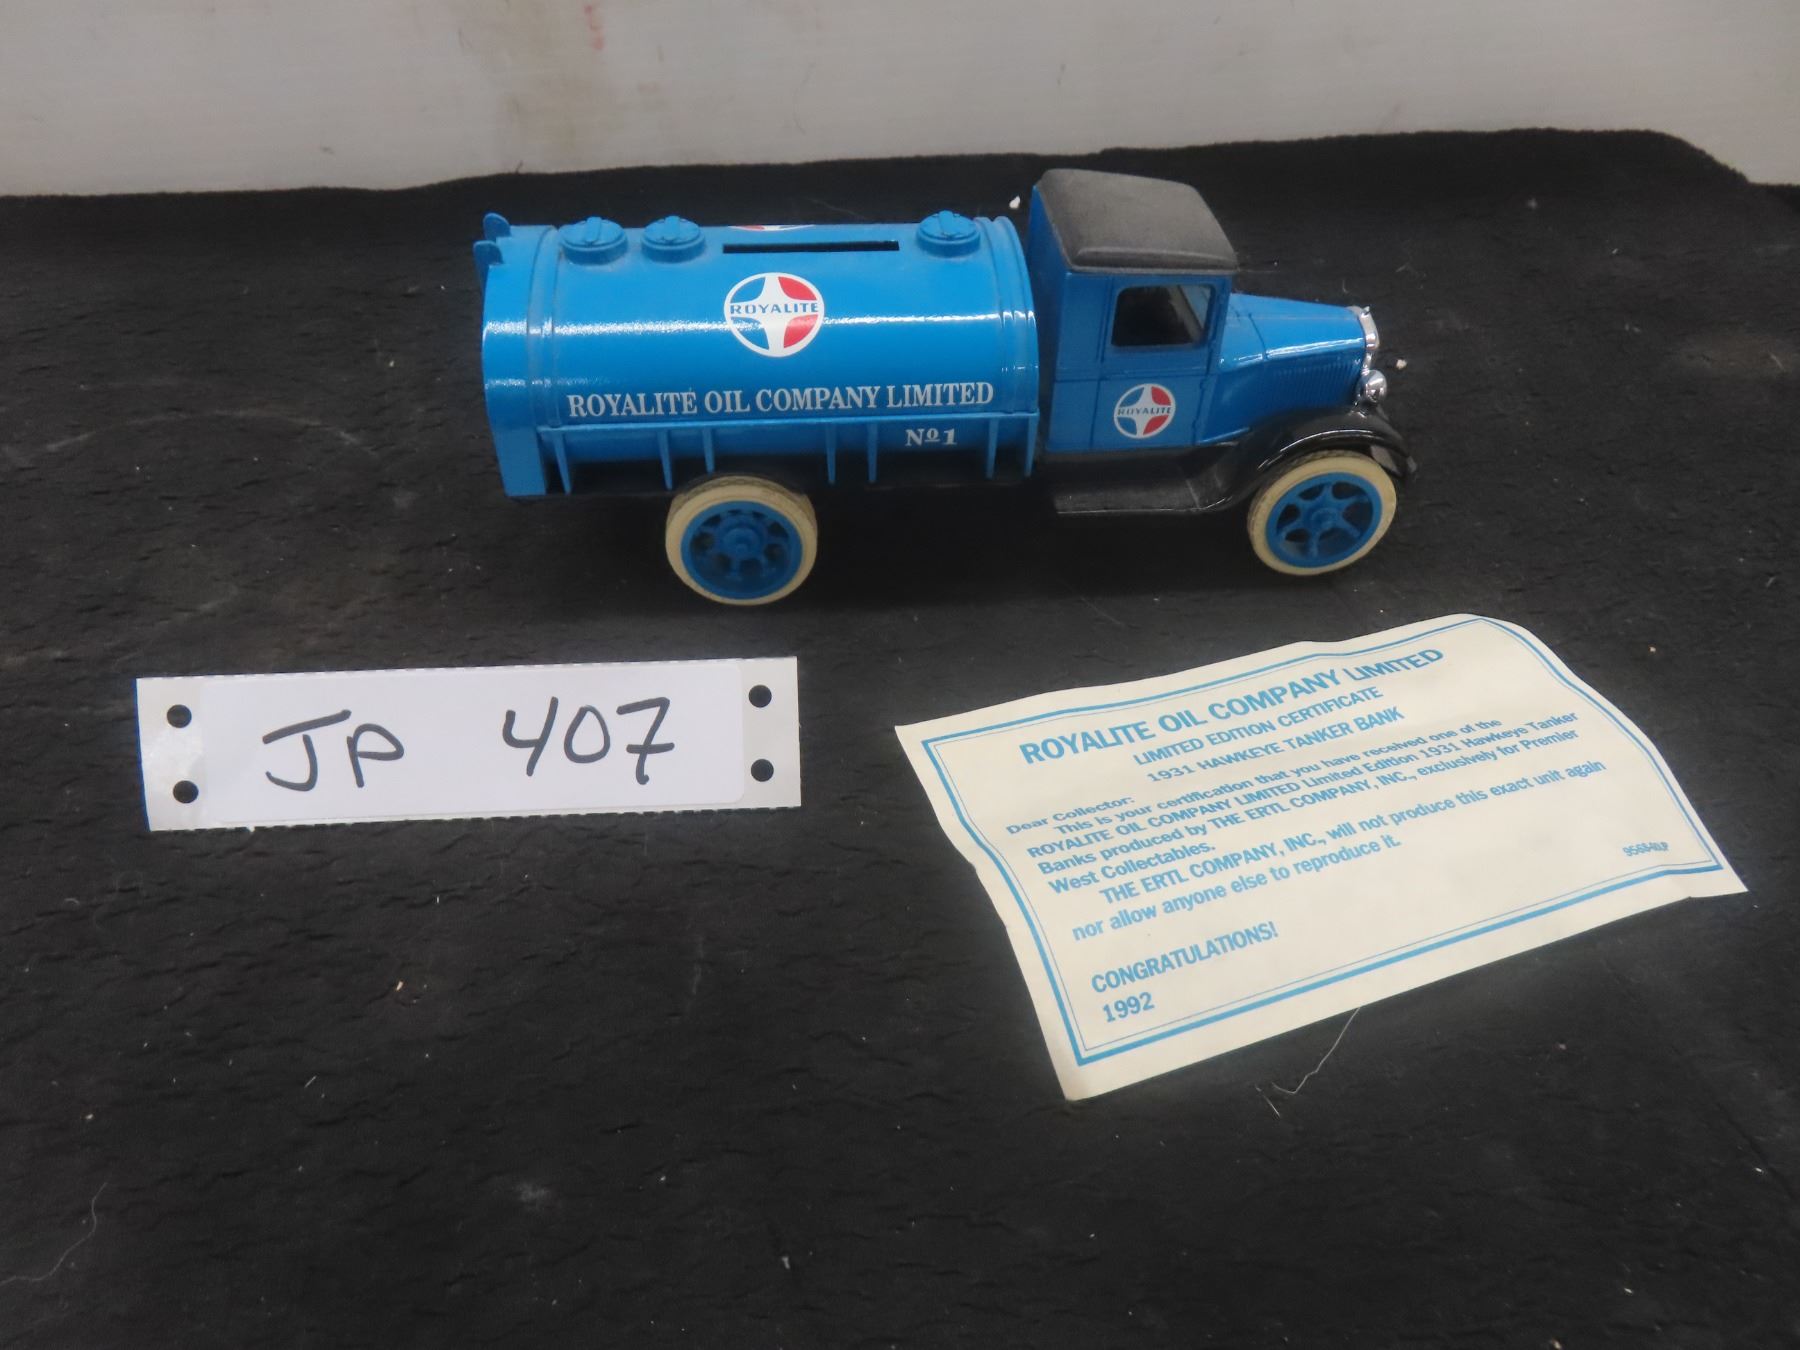 ROYALITE
ROYALITÉ OIL COMPANY LIMITED
Nº1
ROYALITE
JP 407
ROYALITE OIL COMPANY LIMITED
LIMITED EDITION CERTIFICATE
1931 HAWKEYE TANKER BANK
Dear Collector:
This is your certification that you have received one of the
ROYALITE OIL COMPANY LIMITED Limited Edition 1931 Hawkeye Tanker
Banks produced by THE ERTL COMPANY, INC., exclusively for Premier
West Collectables.
THE ERTL COMPANY, INC., will not produce this exact unit again
nor allow anyone else to reproduce it.
CONGRATULATIONS!
1992